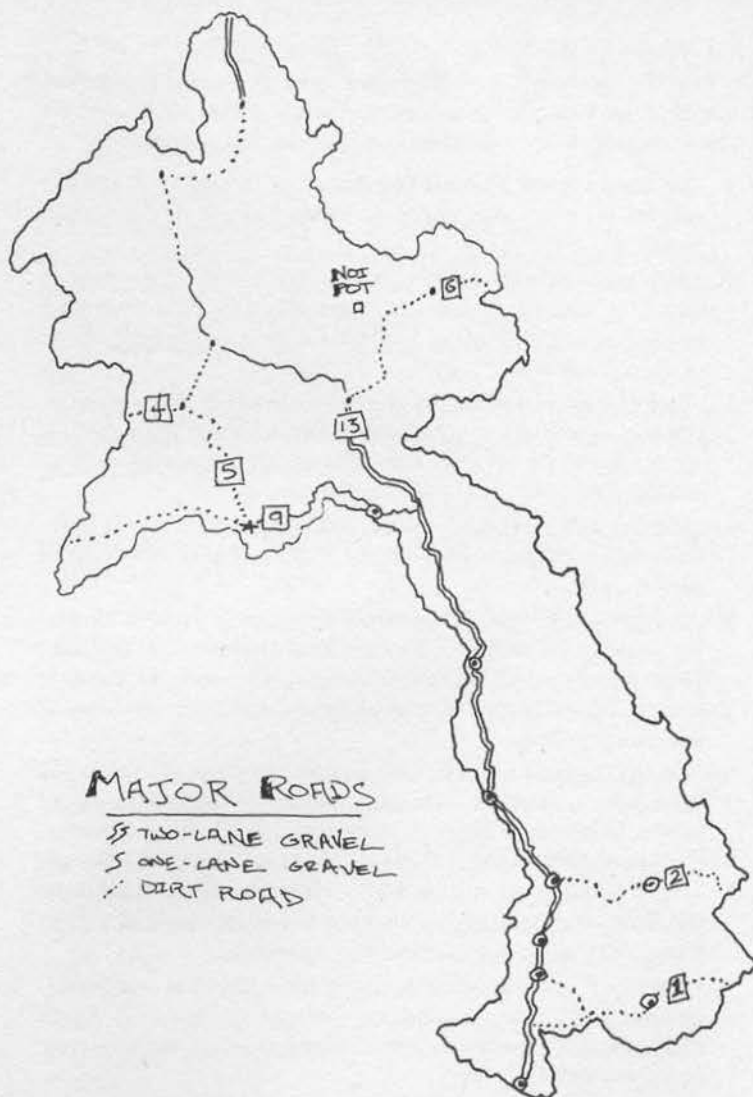 NOI
POT
6
4
13
5
9
MAJOR ROADS
TWO-LANE GRAVEL
ONE-LANE GRAVEL
DIRT ROAD
2
1